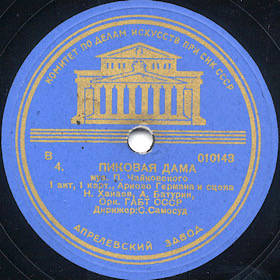 КОМИТЕТ ПО ДЕЛАМ ИСКУССТВ ПРИ СНК СССР
В 010143
4. ПИКОВАЯ ДАМА
муз. П. Чайковского
1 акт, 1 карт. Ариозо Германа и сцена
Н. Ханаев, А. Батурин,
Орк. ГАБТ СССР
Дирижер: С. Самосуд
АПРЕЛЕВСКИЙ ЗАВОД